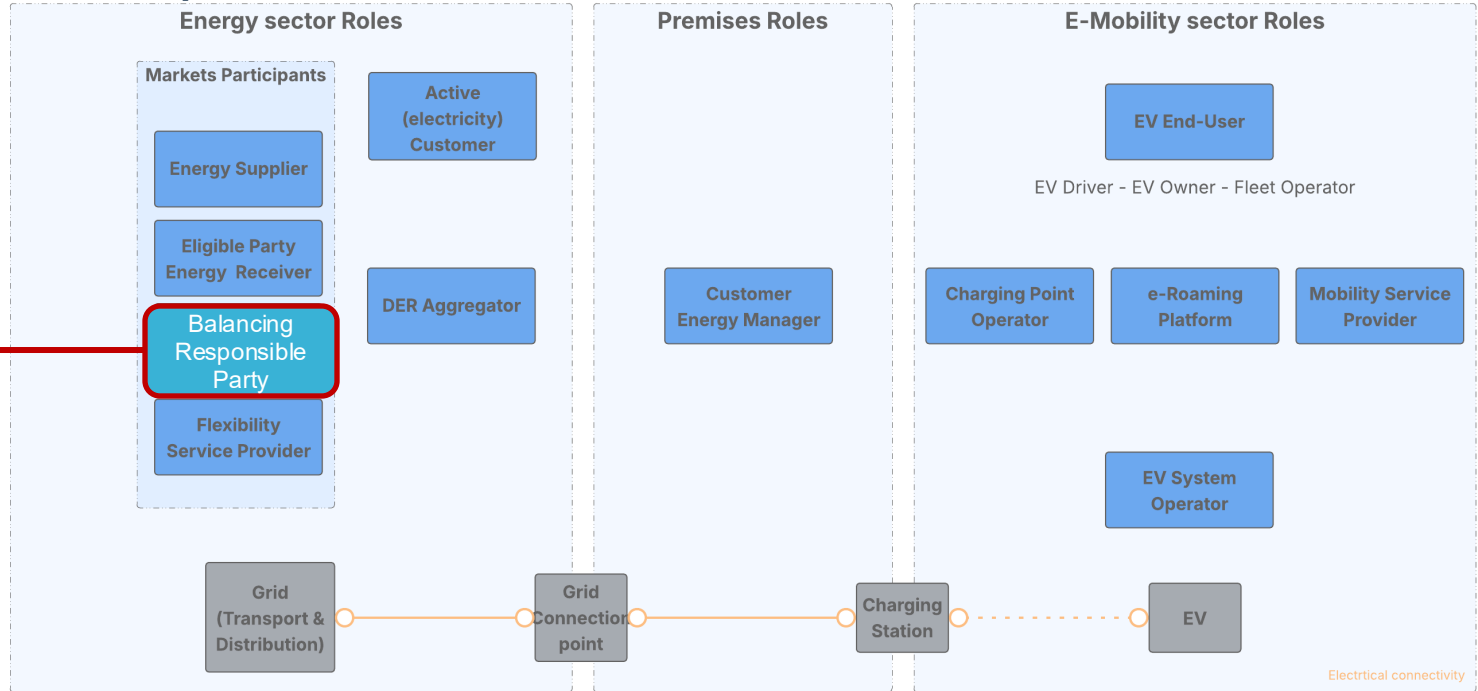 Energy sector Roles
Premises Roles
E-Mobility sector Roles
Markets Participants
Active
(electricity)
Customer
Energy Supplier
Eligible Party
Energy Receiver
Balancing
Responsible
Party
Flexibility
Service Provider
DER Aggregator
Customer
Energy Manager
EV End-User
EV Driver - EV Owner - Fleet Operator
Charging Point
Operator
e-Roaming
Platform
Mobility Service
Provider
EV System
Operator
Grid
(Transport &
Distribution)
Grid
Connection
point
Charging
Station
EV
Electrtical connectivity